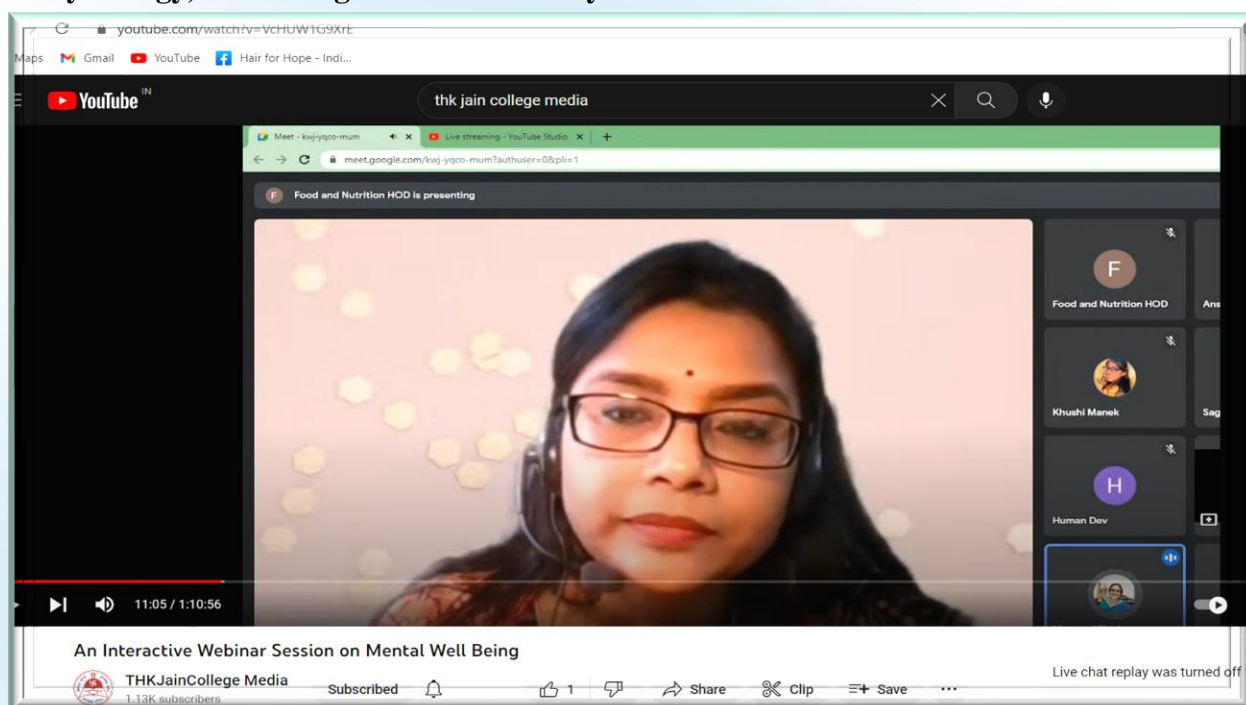 youtube.com/watch?v=VcHUW1G9XrE
Maps Gmail YouTube Hair for Hope - Indi...
YouTube IN thk jain college media
Meet - kwj-yqco-mum Live streaming - YouTube Studio
meet.google.com/kwj-yqco-mum?authuser=0&pli=1
F Food and Nutrition HOD is presenting
F
Food and Nutrition HOD
Khushi Manek
Sag
H
Human Dev
11:05 / 1:10:56
An Interactive Webinar Session on Mental Well Being
THKJainCollege Media
1.13K subscribers
Subscribed 1 Share Clip Save ...
Live chat replay was turned off